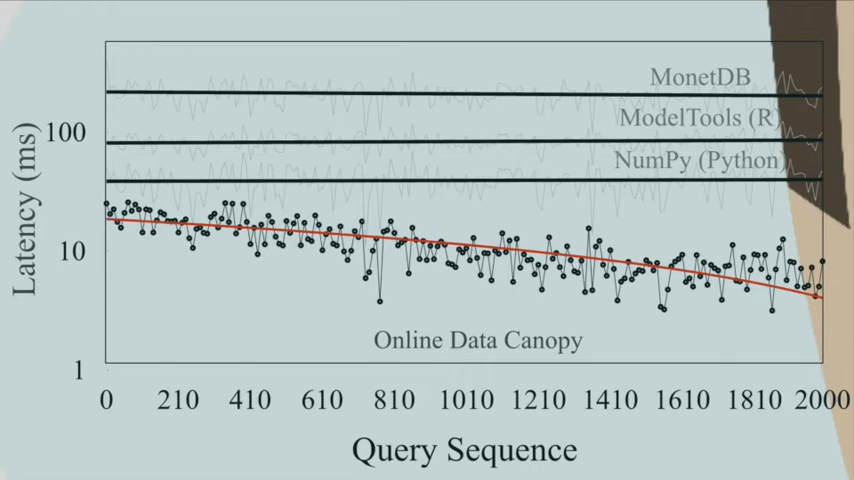 MonetDB
ModelTools (R)
NumPy (Python)
Online Data Canopy
Latency (ms)
100
10
1
0 210 410 610 810 1010 1210 1410 1610 1810 2000
Query Sequence